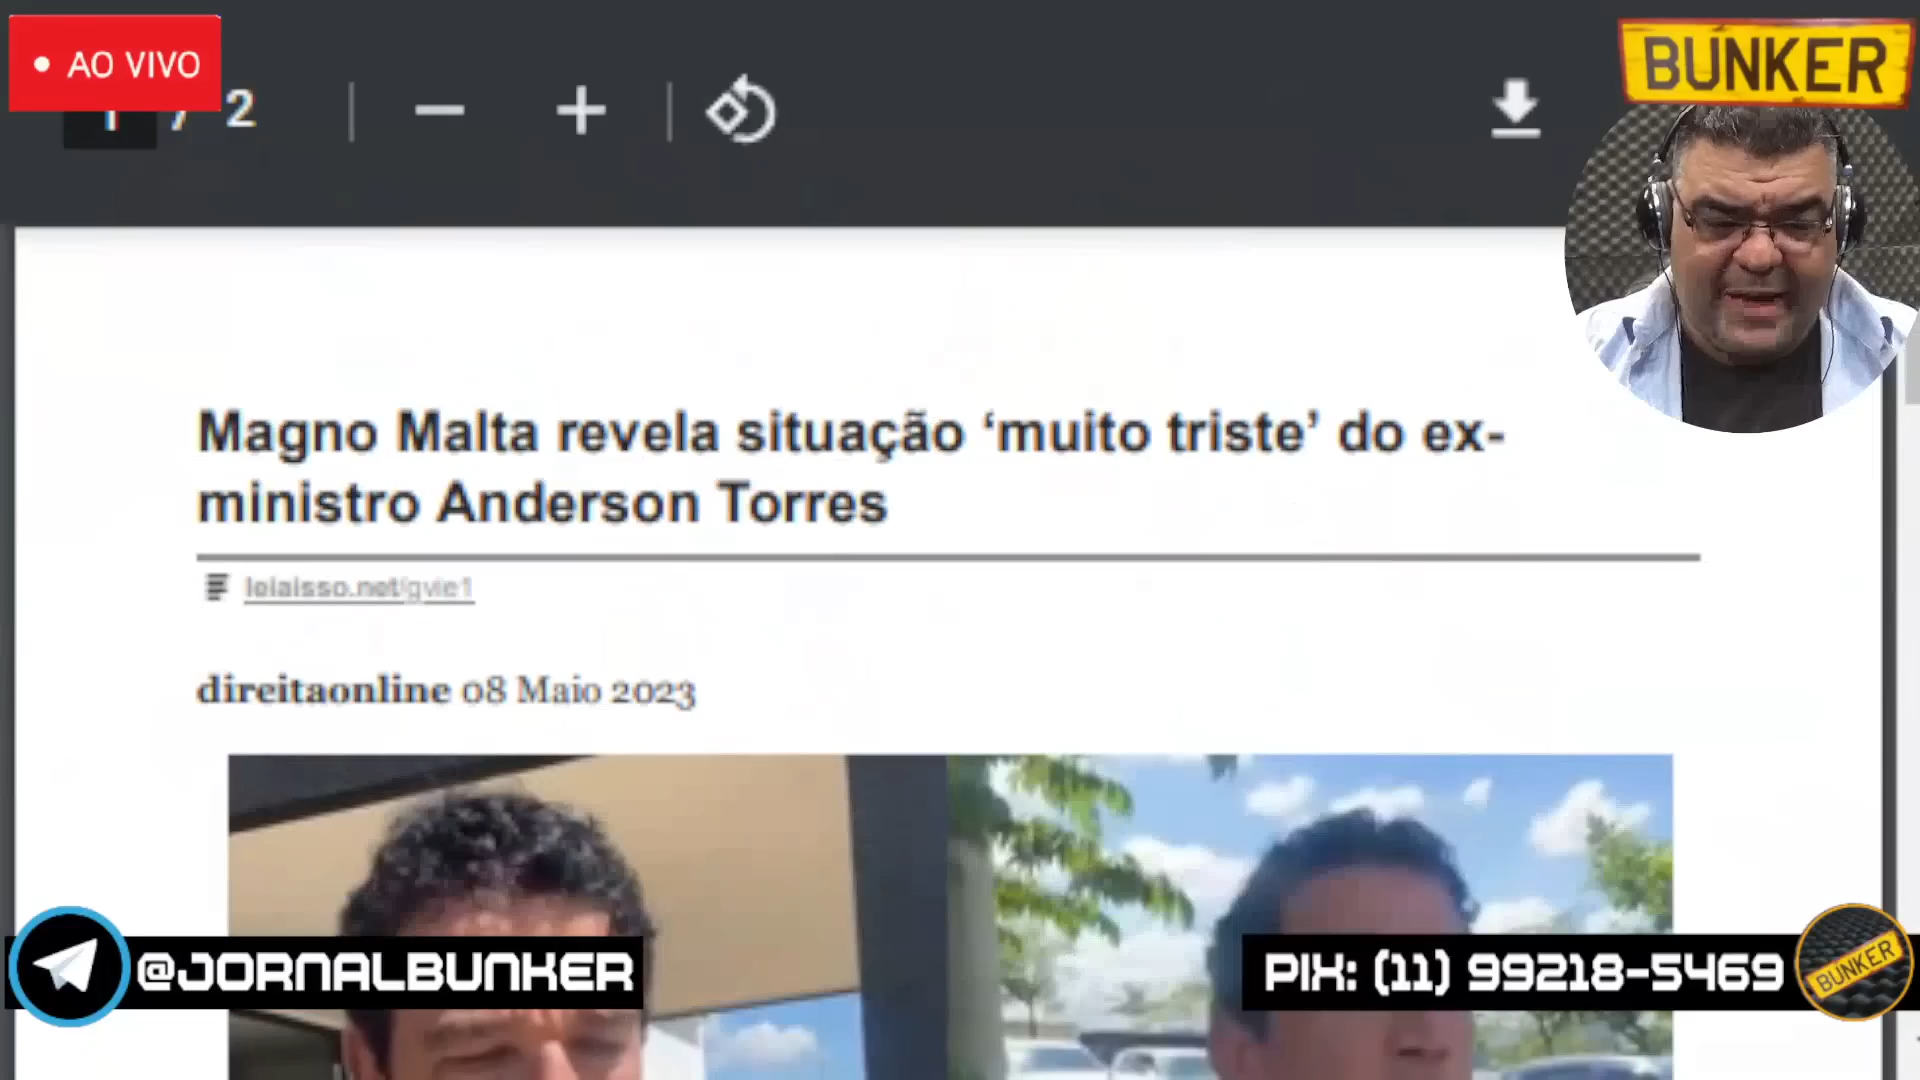 AO VIVO
BUNKER
/ 2
Magno Malta revela situação ‘muito triste’ do ex-
ministro Anderson Torres
leiaisso.net/gvie1
direitaonline 08 Maio 2023
@JORNALBUNKER
PIX: (11) 99218-5469
BUNKER